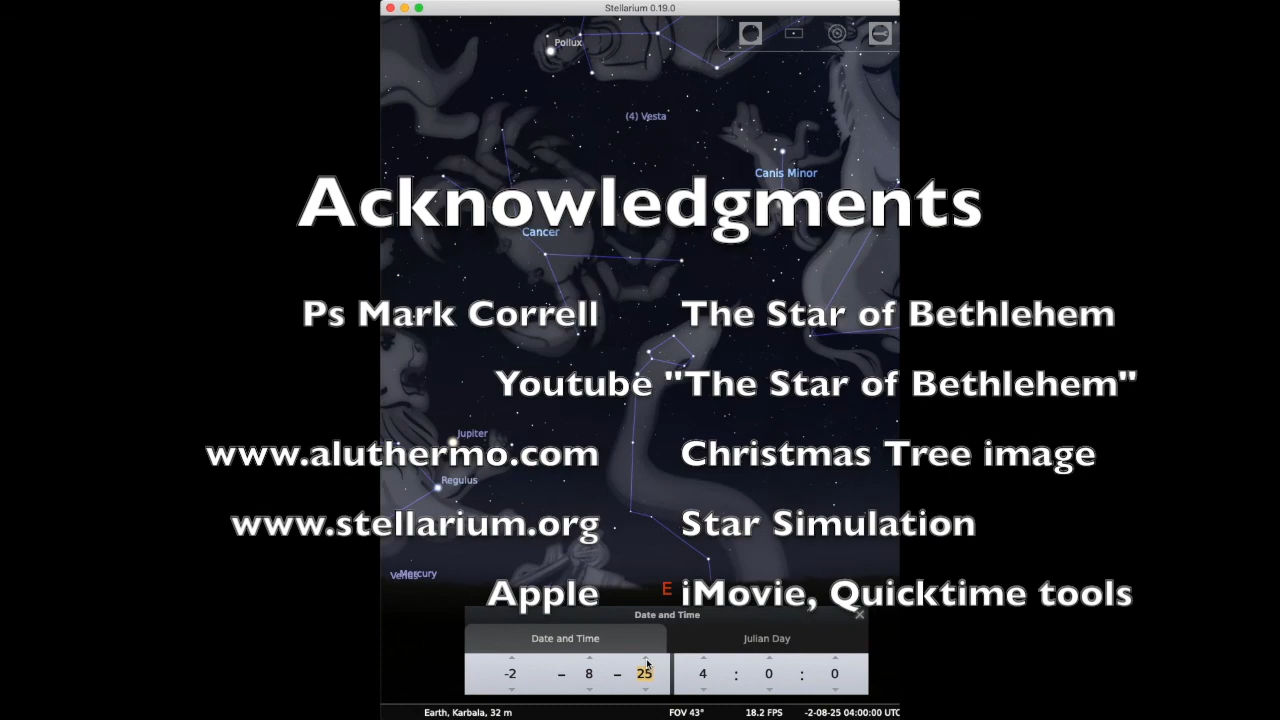 Stellarium 0.19.0
Pollux
(4) Vesta
Canis Minor
Acknowledgments
Cancer
Ps Mark Correll The Star of Bethlehem
Youtube "The Star of Bethlehem"
Jupiter
www.aluthermo.com Christmas Tree image
Regulus
www.stellarium.org Star Simulation
Mercury
Apple E iMovie, Quicktime tools
Date and Time
Date and Time Julian Day
-2 – 8 – 25 4 : 0 : 0
Earth, Karbala, 32 m FOV 43° 18.2 FPS -2-08-25 04:00:00 UTC